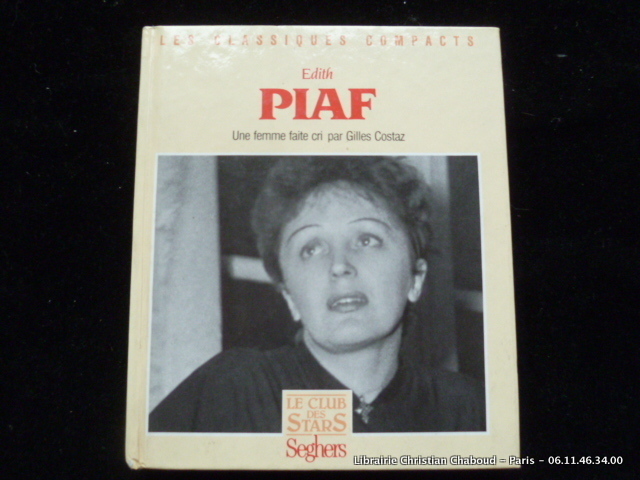 LES CLASSIQUES COMPACTS
Edith
PIAF
Une femme faite cri par Gilles Costaz
LE CLUB
DES
STARS
Seghers
Librairie Christian Chaboud - Paris - 06.11.46.34.00